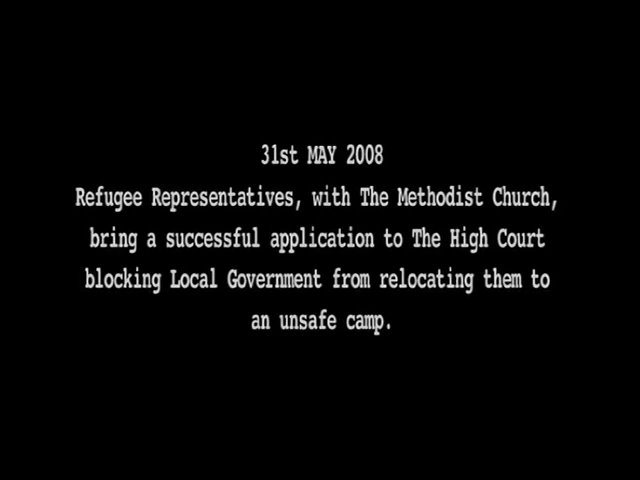 31st MAY 2008
Refugee Representatives, with The Methodist Church,
bring a successful application to The High Court
blocking Local Government from relocating them to
an unsafe camp.